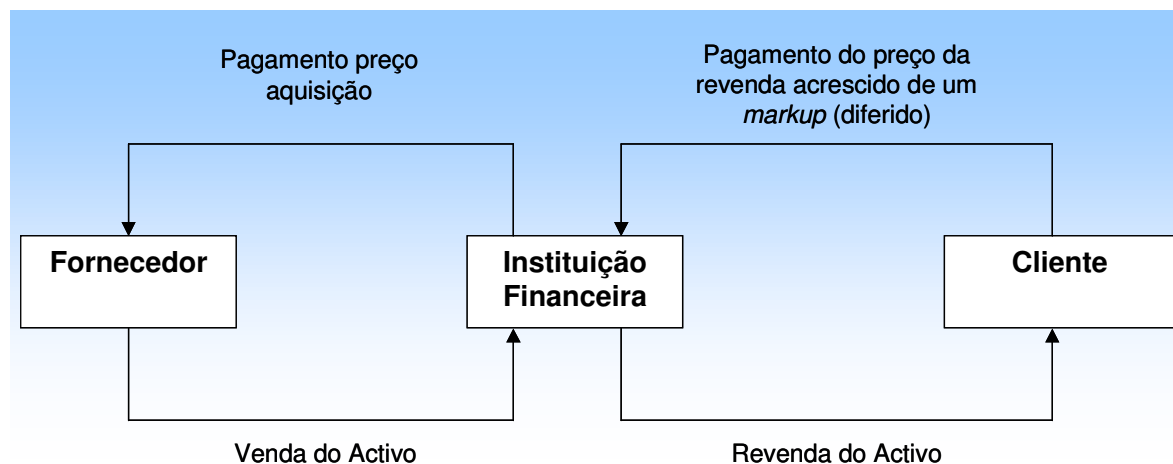 Pagamento preço
aquisição
Pagamento do preço da
revenda acrescido de um
markup (diferido)
Fornecedor
Instituição
Financeira
Cliente
Venda do Activo
Revenda do Activo